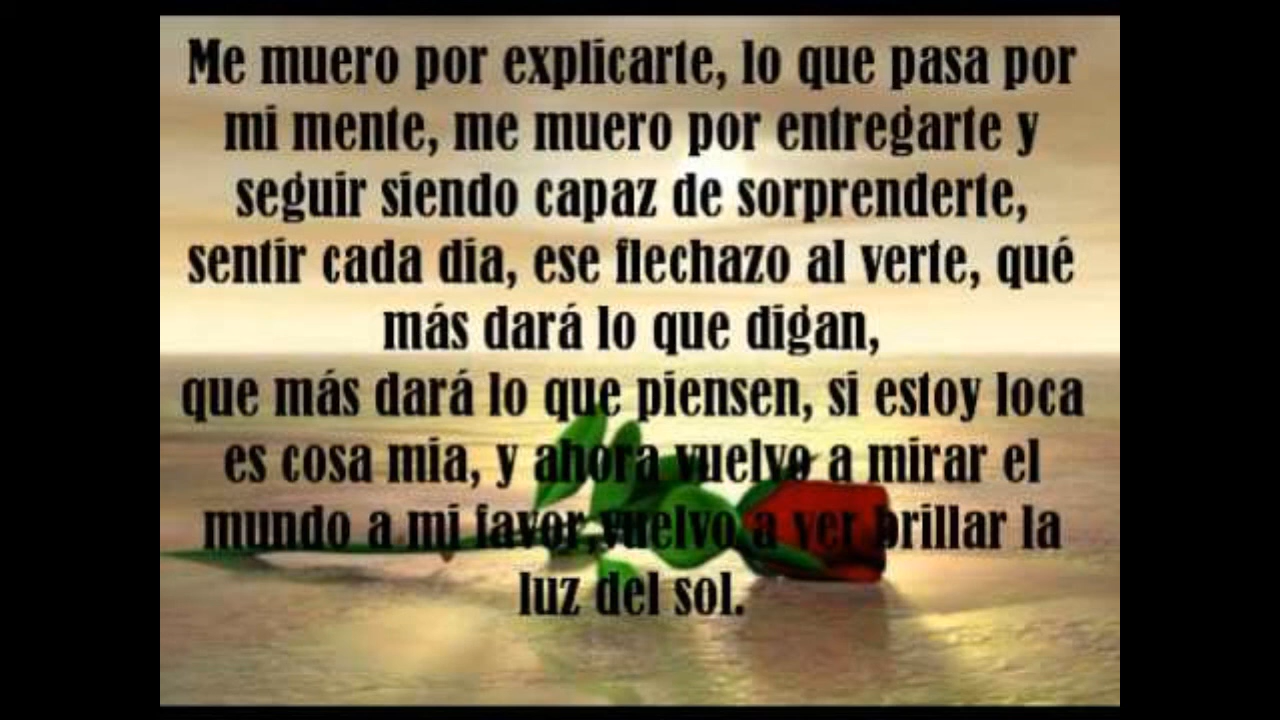 Me muero por explicarte, lo que pasa por
mi mente, me muero por entregarte y
seguir siendo capaz de sorprenderte,
sentir cada día, ese flechazo al verte, qué
más dará lo que digan,
que más dará lo que piensen, si estoy loca
es cosa mia, y ahora vuelvo a mirar el
mundo a mi favor,vuelvo a ver brillar la
luz del sol.